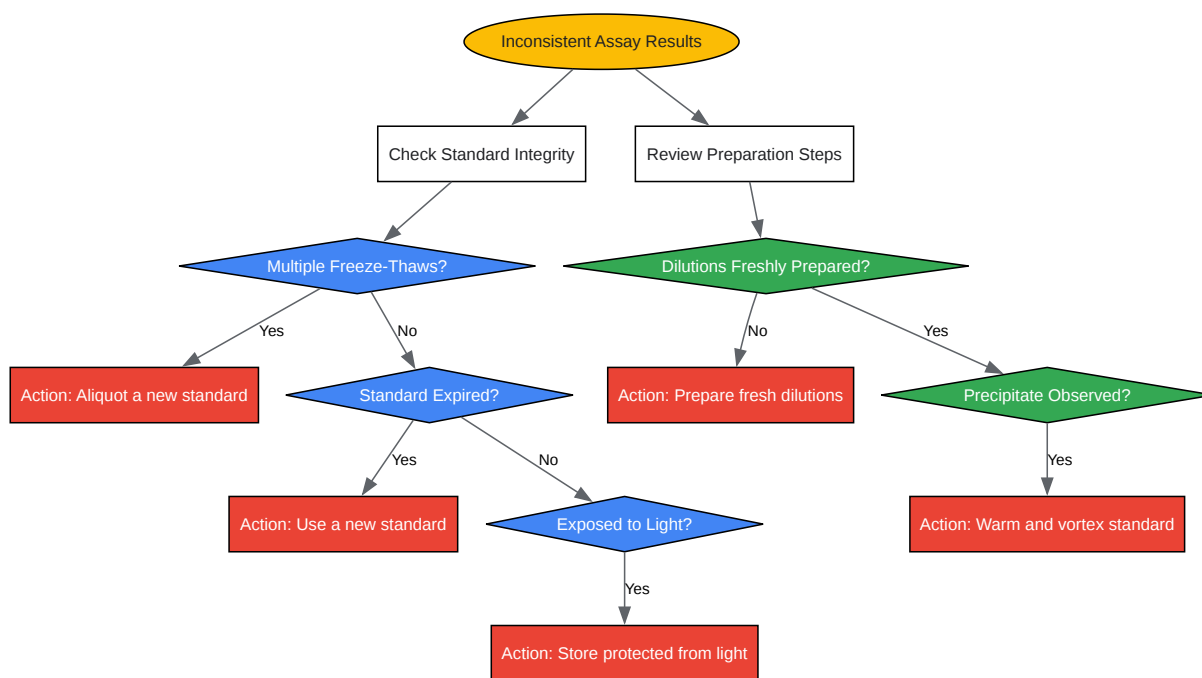 Inconsistent Assay Results
Check Standard Integrity
Review Preparation Steps
Multiple Freeze-Thaws?
Dilutions Freshly Prepared?
Yes
No
No
Yes
Action: Aliquot a new standard
Standard Expired?
Action: Prepare fresh dilutions
Precipitate Observed?
Yes
No
Yes
Action: Use a new standard
Exposed to Light?
Action: Warm and vortex standard
Yes
Action: Store protected from light